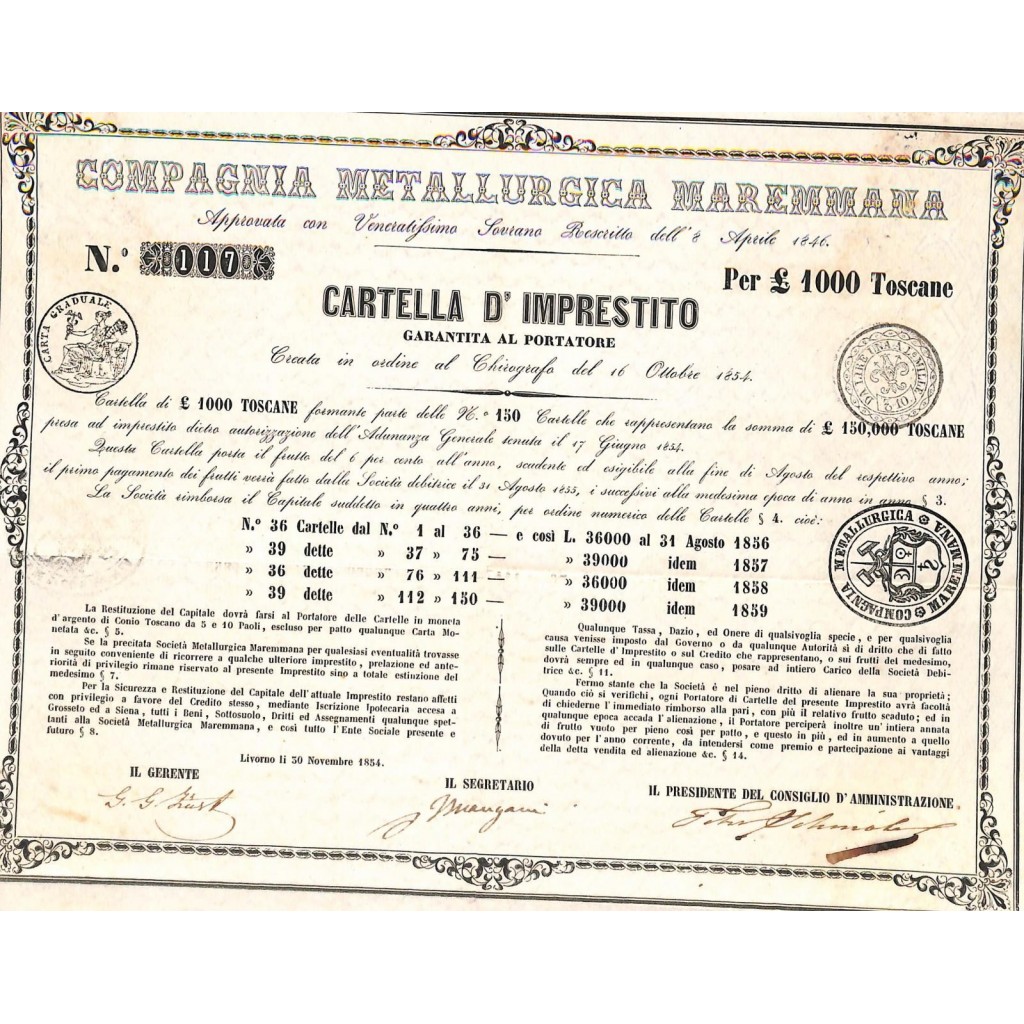 COMPAGNIA METALLURGICA MAREMMANA
Approvata con Veneratissimo Sovrano Rescritto dell' 8 Aprile 1846.
N.° 117
Per £ 1000 Toscane
CARTELLA D' IMPRESTITO
GARANTITA AL PORTATORE
Creata in ordine al Chirografo del 16 Ottobre 1854.
CARTA GRADUALE
DA LIRE
Cartella di £ 1000 TOSCANE formante parte delle N.° 150 Cartelle che rappresentano la somma di £ 150,000 TOSCANE
presa ad imprestito dietro autorizzazione dell' Adunanza Generale tenuta il 17 Giugno 1854.
Questa Cartella porta il frutto del 6 per cento all' anno, scadente ed esigibile alla fine di Agosto del respettivo anno;
il primo pagamento dei frutti verrà fatto dalla Società debitrice il 31 Agosto 1855, i successivi alla medesima epoca di anno in anno § 3.
La Società rimborsa il Capitale suddetto in quattro anni, per ordine numerico delle Cartelle § 4. cioè:
N.° 36 Cartelle dal N.° 1 al 36 — e così L. 36000 al 31 Agosto 1856
» 39 dette » 37 » 75 — » 39000 idem 1857
» 36 dette » 76 » 111 — » 36000 idem 1858
» 39 dette » 112 » 150 — » 39000 idem 1859
COMPAGNIA METALLURGICA MAREMMANA
La Restituzione del Capitale dovrà farsi al Portatore delle Cartelle in moneta
d'argento di Conio Toscano da 5 e 10 Paoli, escluso per patto qualunque Carta Mo-
netata &c. § 5.
Se la precitata Società Metallurgica Maremmana per qualesiasi eventualità trovasse
in seguito conveniente di ricorrere a qualche ulteriore imprestito, prelazione ed ante-
riorità di privilegio rimane riservato al presente Imprestito sino a totale estinzione del
medesimo § 7.
Per la Sicurezza e Restituzione del Capitale dell'attuale Imprestito restano affetti
con privilegio a favore del Credito stesso, mediante Iscrizione Ipotecaria accesa a
Grosseto ed a Siena, tutti i Beni, Sottosuolo, Dritti ed Assegnamenti qualunque spet-
tanti alla Società Metallurgica Maremmana, e così tutto l'Ente Sociale presente e
futuro § 8.
Livorno li 30 Novembre 1854.
Qualunque Tassa, Dazio, ed Onere di qualsivoglia specie, e per qualsivoglia
causa venisse imposto dal Governo o da qualunque Autorità sì di dritto che di fatto
sulle Cartelle d' Imprestito o sul Credito che rappresentano, o sui frutti del medesimo,
dovrà sempre ed in qualunque caso, posare ad intiero Carico della Società Debi-
trice &c. § 11.
Fermo stante che la Società è nel pieno dritto di alienare la sua proprietà;
Quando ciò si verifichi, ogni Portatore di Cartelle del presente Imprestito avrà facoltà
di chiederne l' immediato rimborso alla pari, con più il relativo frutto scaduto; ed in
qualunque epoca accada l'alienazione, il Portatore perciperà inoltre un'intiera annata
di frutto vuoto per pieno così per patto, e questo in più, ed in aumento a quello
dovuto per l'anno corrente, da intendersi come premio e partecipazione ai vantaggi
della detta vendita ed alienazione &c. § 14.
IL GERENTE
IL SEGRETARIO
IL PRESIDENTE DEL CONSIGLIO D'AMMINISTRAZIONE